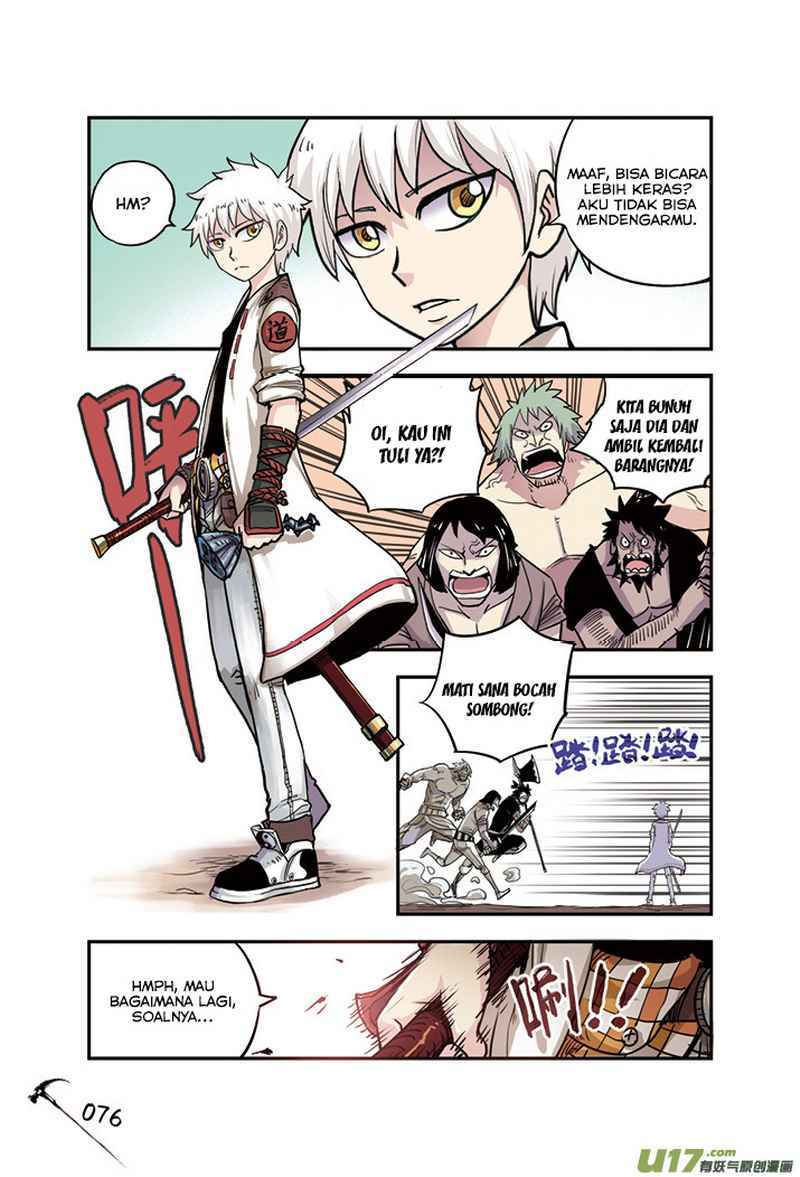 HM?
MAAF, BISA BICARA
LEBIH KERAS?
AKU TIDAK BISA
MENDENGARMU.
道
呼
OI, KAU INI
TULI YA?!
KITA BUNUH
SAJA DIA DAN
AMBIL KEMBALI
BARANGNYA!
MATI SANA BOCAH
SOMBONG!
踏!踏!踏!
HMPH, MAU
BAGAIMANA LAGI,
SOALNYA...
唰!!
076
U17.com
有妖气原创漫画